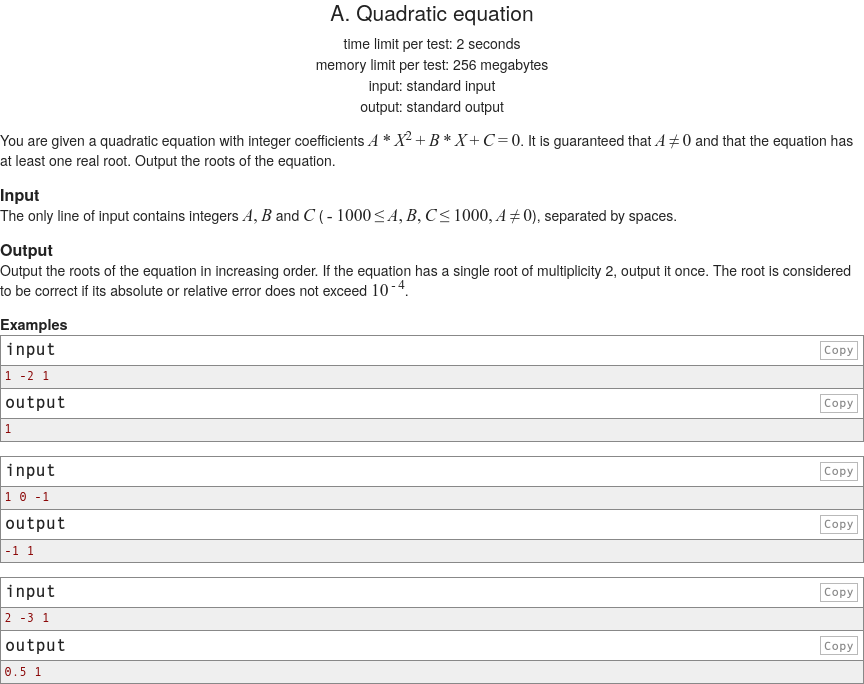 A. Quadratic equation
time limit per test: 2 seconds
memory limit per test: 256 megabytes
input: standard input
output: standard output
You are given a quadratic equation with integer coefficients A * X² + B * X + C = 0. It is guaranteed that A ≠ 0 and that the equation has
at least one real root. Output the roots of the equation.
Input
The only line of input contains integers A, B and C ( - 1000 ≤ A, B, C ≤ 1000, A ≠ 0), separated by spaces.
Output
Output the roots of the equation in increasing order. If the equation has a single root of multiplicity 2, output it once. The root is considered
to be correct if its absolute or relative error does not exceed 10⁻⁴.
Examples
input Copy
1 -2 1
output Copy
1
input Copy
1 0 -1
output Copy
-1 1
input Copy
2 -3 1
output Copy
0.5 1